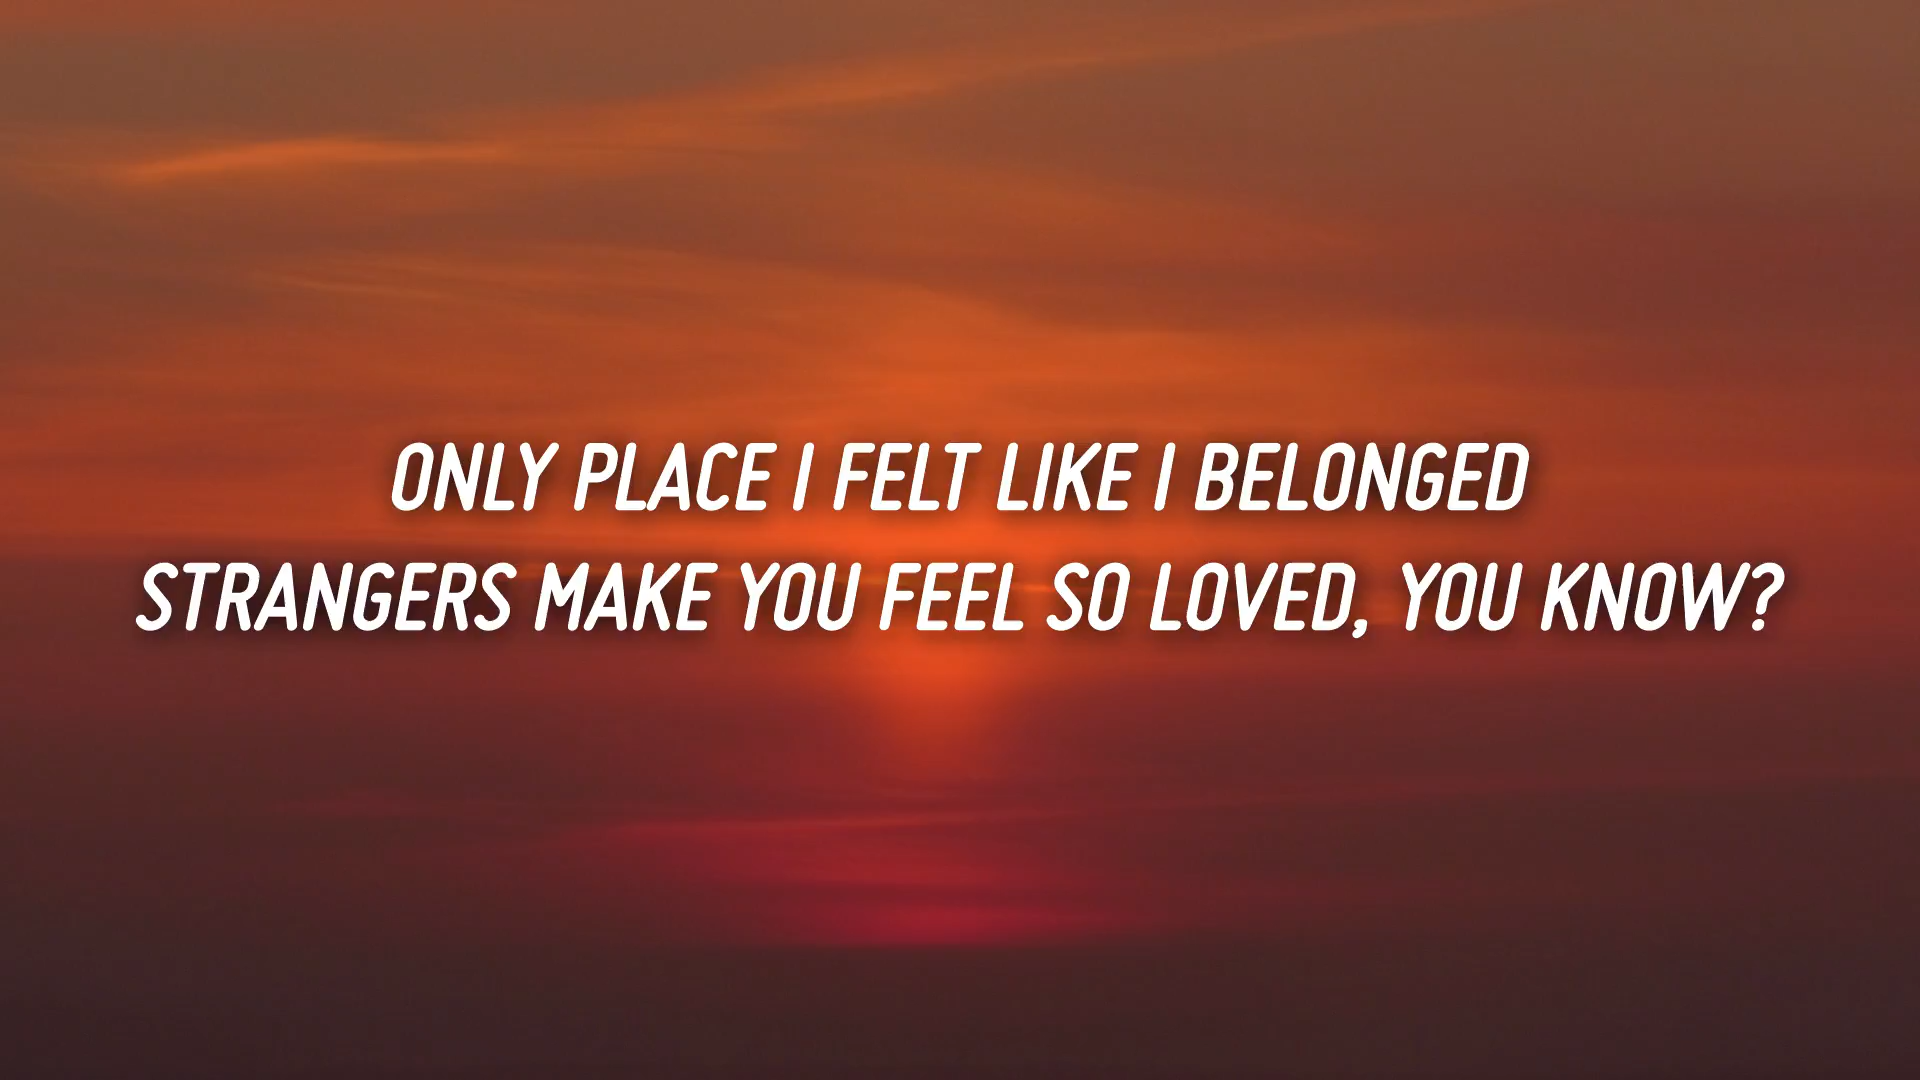 ONLY PLACE I FELT LIKE I BELONGED
STRANGERS MAKE YOU FEEL SO LOVED, YOU KNOW?